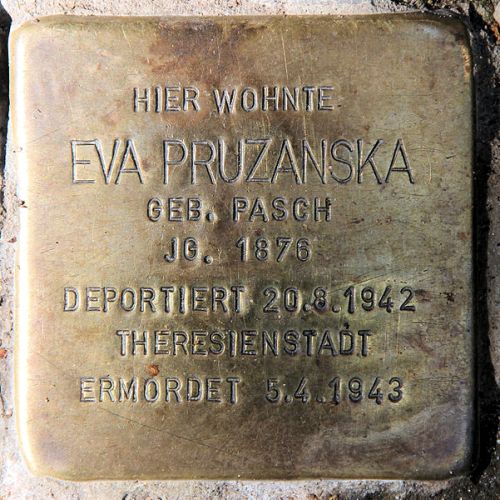 HIER WOHNTE
EVA PRUZANSKA
GEB. PASCH
JG. 1876
DEPORTIERT 20.8.1942
THERESIENSTADT
ERMORDET 5.4.1943